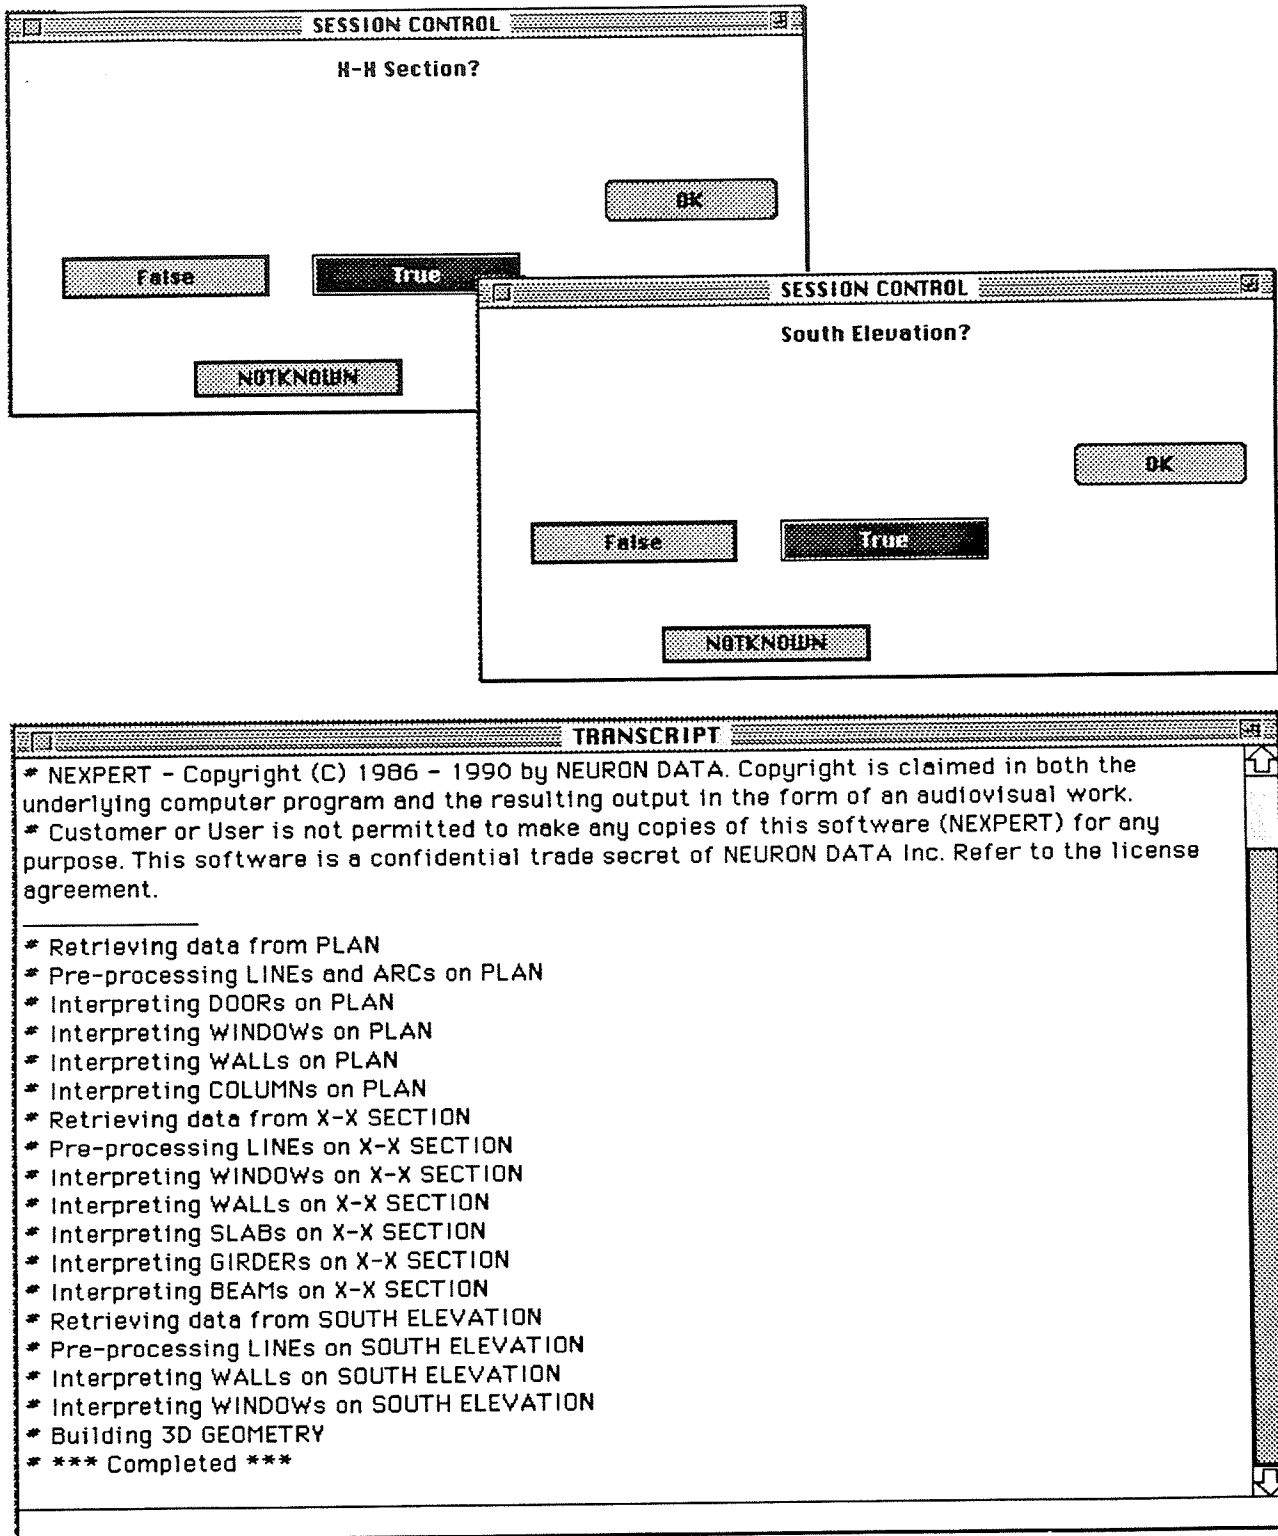 SESSION CONTROL
X-X Section?
OK
False
True
NOTKNOWN
SESSION CONTROL
South Elevation?
OK
False
True
NOTKNOWN
TRANSCRIPT
* NEXPERT - Copyright (C) 1986 - 1990 by NEURON DATA. Copyright is claimed in both the
underlying computer program and the resulting output in the form of an audiovisual work.
* Customer or User is not permitted to make any copies of this software (NEXPERT) for any
purpose. This software is a confidential trade secret of NEURON DATA Inc. Refer to the license
agreement.
* Retrieving data from PLAN
* Pre-processing LINEs and ARCs on PLAN
* Interpreting DOORs on PLAN
* Interpreting WINDOWs on PLAN
* Interpreting WALLs on PLAN
* Interpreting COLUMNs on PLAN
* Retrieving data from X-X SECTION
* Pre-processing LINEs on X-X SECTION
* Interpreting WINDOWs on X-X SECTION
* Interpreting WALLs on X-X SECTION
* Interpreting SLABs on X-X SECTION
* Interpreting GIRDERs on X-X SECTION
* Interpreting BEAMs on X-X SECTION
* Retrieving data from SOUTH ELEVATION
* Pre-processing LINEs on SOUTH ELEVATION
* Interpreting WALLs on SOUTH ELEVATION
* Interpreting WINDOWs on SOUTH ELEVATION
* Building 3D GEOMETRY
* *** Completed ***